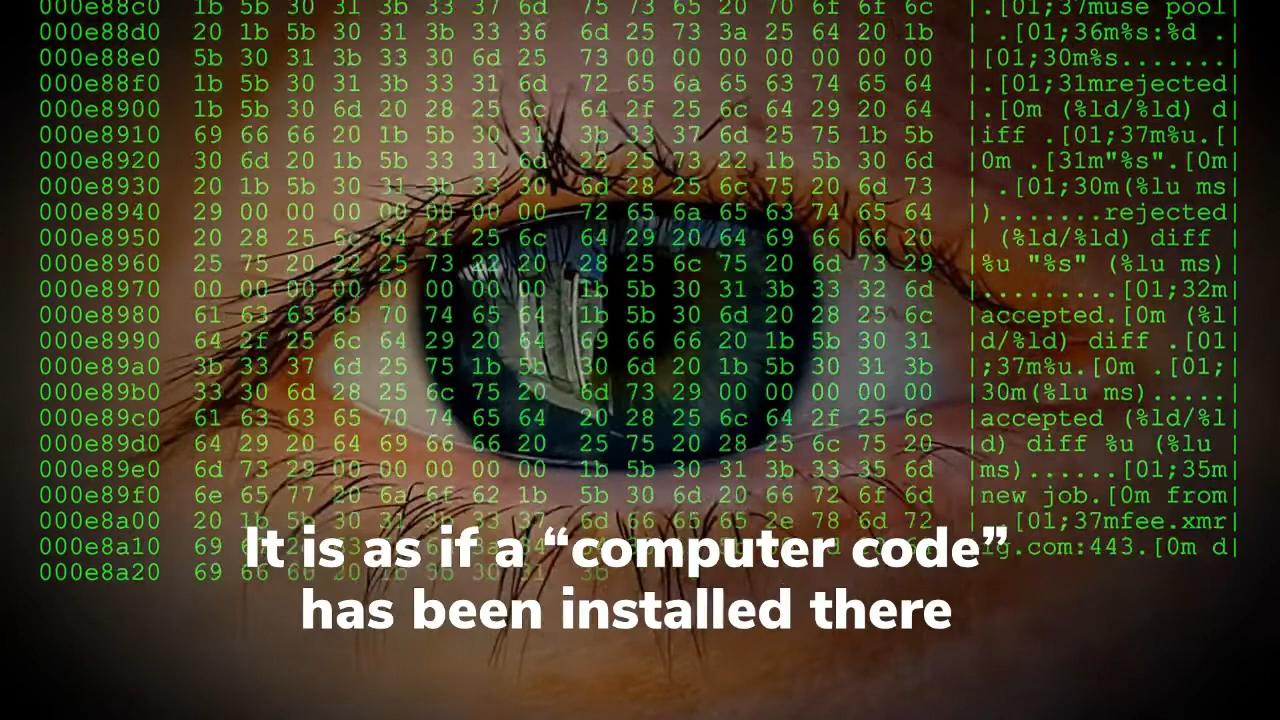 000e88c0 1b 5b 30 31 3b 33 37 6d 75 73 65 20 70 6f 6f 6c |.[01;37muse pool|
000e88d0 20 1b 5b 30 31 3b 33 36 6d 25 73 3a 25 64 20 1b | .[01;36m%s:%d .|
000e88e0 5b 30 31 3b 33 30 6d 25 73 00 00 00 00 00 00 00 |[01;30m%s.......|
000e88f0 1b 5b 30 31 3b 33 31 6d 72 65 6a 65 63 74 65 64 |.[01;31mrejected|
000e8900 1b 5b 30 6d 20 28 25 6c 64 2f 25 6c 64 29 20 64 |.[0m (%ld/%ld) d|
000e8910 69 66 66 20 1b 5b 30 31 3b 33 37 6d 25 75 1b 5b |iff .[01;37m%u.[|
000e8920 30 6d 20 1b 5b 33 31 6d 22 25 73 22 1b 5b 30 6d |0m .[31m"%s".[0m|
000e8930 20 1b 5b 30 31 3b 33 30 6d 28 25 6c 75 20 6d 73 | .[01;30m(%lu ms|
000e8940 29 00 00 00 00 00 00 00 72 65 6a 65 63 74 65 64 |).......rejected|
000e8950 20 28 25 6c 64 2f 25 6c 64 29 20 64 69 66 66 20 | (%ld/%ld) diff |
000e8960 25 75 20 22 25 73 22 20 28 25 6c 75 20 6d 73 29 |%u "%s" (%lu ms)|
000e8970 00 00 00 00 00 00 00 00 1b 5b 30 31 3b 33 32 6d |.........[01;32m|
000e8980 61 63 63 65 70 74 65 64 1b 5b 30 6d 20 28 25 6c |accepted.[0m (%l|
000e8990 64 2f 25 6c 64 29 20 64 69 66 66 20 1b 5b 30 31 |d/%ld) diff .[01|
000e89a0 3b 33 37 6d 25 75 1b 5b 30 6d 20 1b 5b 30 31 3b |;37m%u.[0m .[01;|
000e89b0 33 30 6d 28 25 6c 75 20 6d 73 29 00 00 00 00 00 |30m(%lu ms).....|
000e89c0 61 63 63 65 70 74 65 64 20 28 25 6c 64 2f 25 6c |accepted (%ld/%l|
000e89d0 64 29 20 64 69 66 66 20 25 75 20 28 25 6c 75 20 |d) diff %u (%lu |
000e89e0 6d 73 29 00 00 00 00 00 1b 5b 30 31 3b 33 35 6d |ms)......[01;35m|
000e89f0 6e 65 77 20 6a 6f 62 1b 5b 30 6d 20 66 72 6f 6d |new job.[0m from|
000e8a00 20 1b 5b 30 31 3b 33 37 6d 66 65 65 2e 78 6d 72 | .[01;37mfee.xmr|
000e8a10 69 |ig.com:443.[0m d|
000e8a20 69 66 66 20 1b 5b 30 31 3b
It is as if a “computer code”
has been installed there